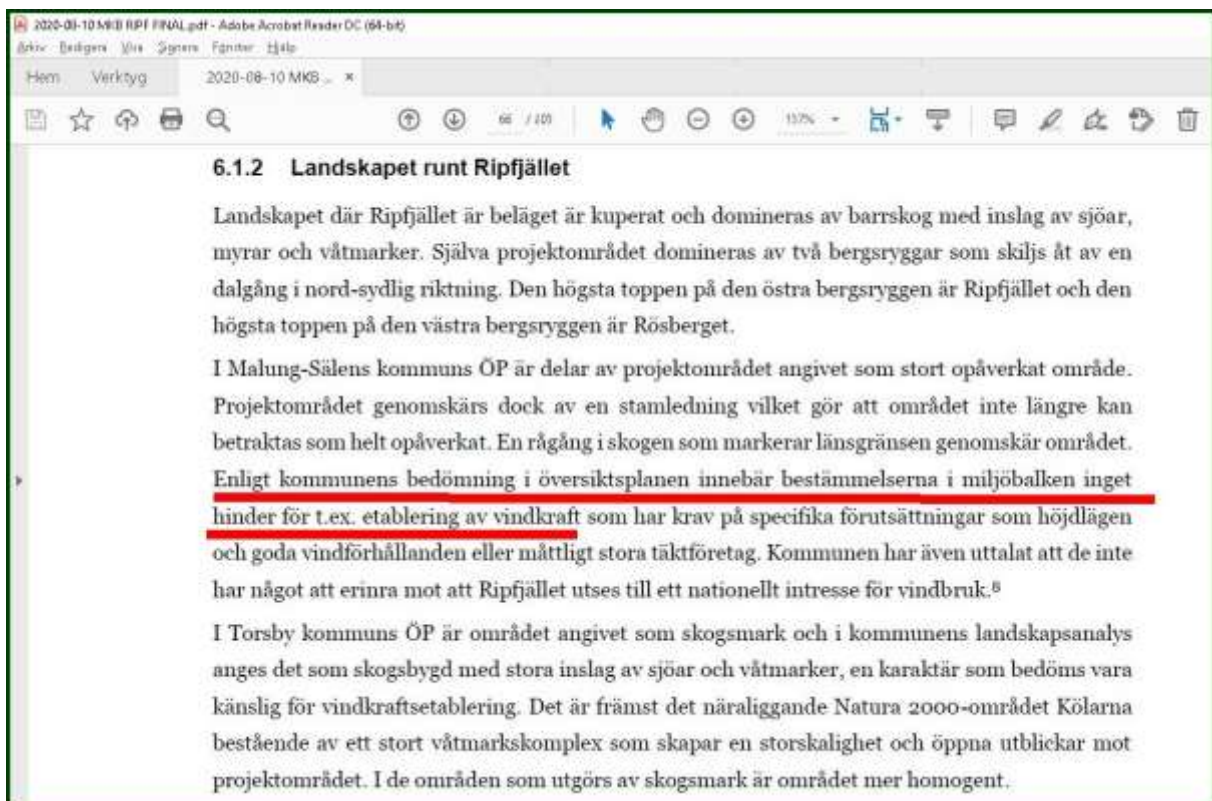 2020-08-10 MKB RIPF FINAL.pdf - Adobe Acrobat Reader DC (64-bit)
Arkiv Redigera Visa Signera Fönster Hjälp
Hem Verktyg 2020-08-10 MKB ... ×
66 / 109 137%
6.1.2 Landskapet runt Ripfjället
Landskapet där Ripfjället är beläget är kuperat och domineras av barrskog med inslag av sjöar,
myrar och våtmarker. Själva projektområdet domineras av två bergsryggar som skiljs åt av en
dalgång i nord-sydlig riktning. Den högsta toppen på den östra bergsryggen är Ripfjället och den
högsta toppen på den västra bergsryggen är Rösberget.
I Malung-Sälens kommuns ÖP är delar av projektområdet angivet som stort opåverkat område.
Projektområdet genomskärs dock av en stamledning vilket gör att området inte längre kan
betraktas som helt opåverkat. En rågång i skogen som markerar länsgränsen genomskär området.
Enligt kommunens bedömning i översiktsplanen innebär bestämmelserna i miljöbalken inget
hinder för t.ex. etablering av vindkraft som har krav på specifika förutsättningar som höjdlägen
och goda vindförhållanden eller måttligt stora täktföretag. Kommunen har även uttalat att de inte
har något att erinra mot att Ripfjället utses till ett nationellt intresse för vindbruk.8
I Torsby kommuns ÖP är området angivet som skogsmark och i kommunens landskapsanalys
anges det som skogsbygd med stora inslag av sjöar och våtmarker, en karaktär som bedöms vara
känslig för vindkraftsetablering. Det är främst det näraliggande Natura 2000-området Kölarna
bestående av ett stort våtmarkskomplex som skapar en storskalighet och öppna utblickar mot
projektområdet. I de områden som utgörs av skogsmark är området mer homogent.